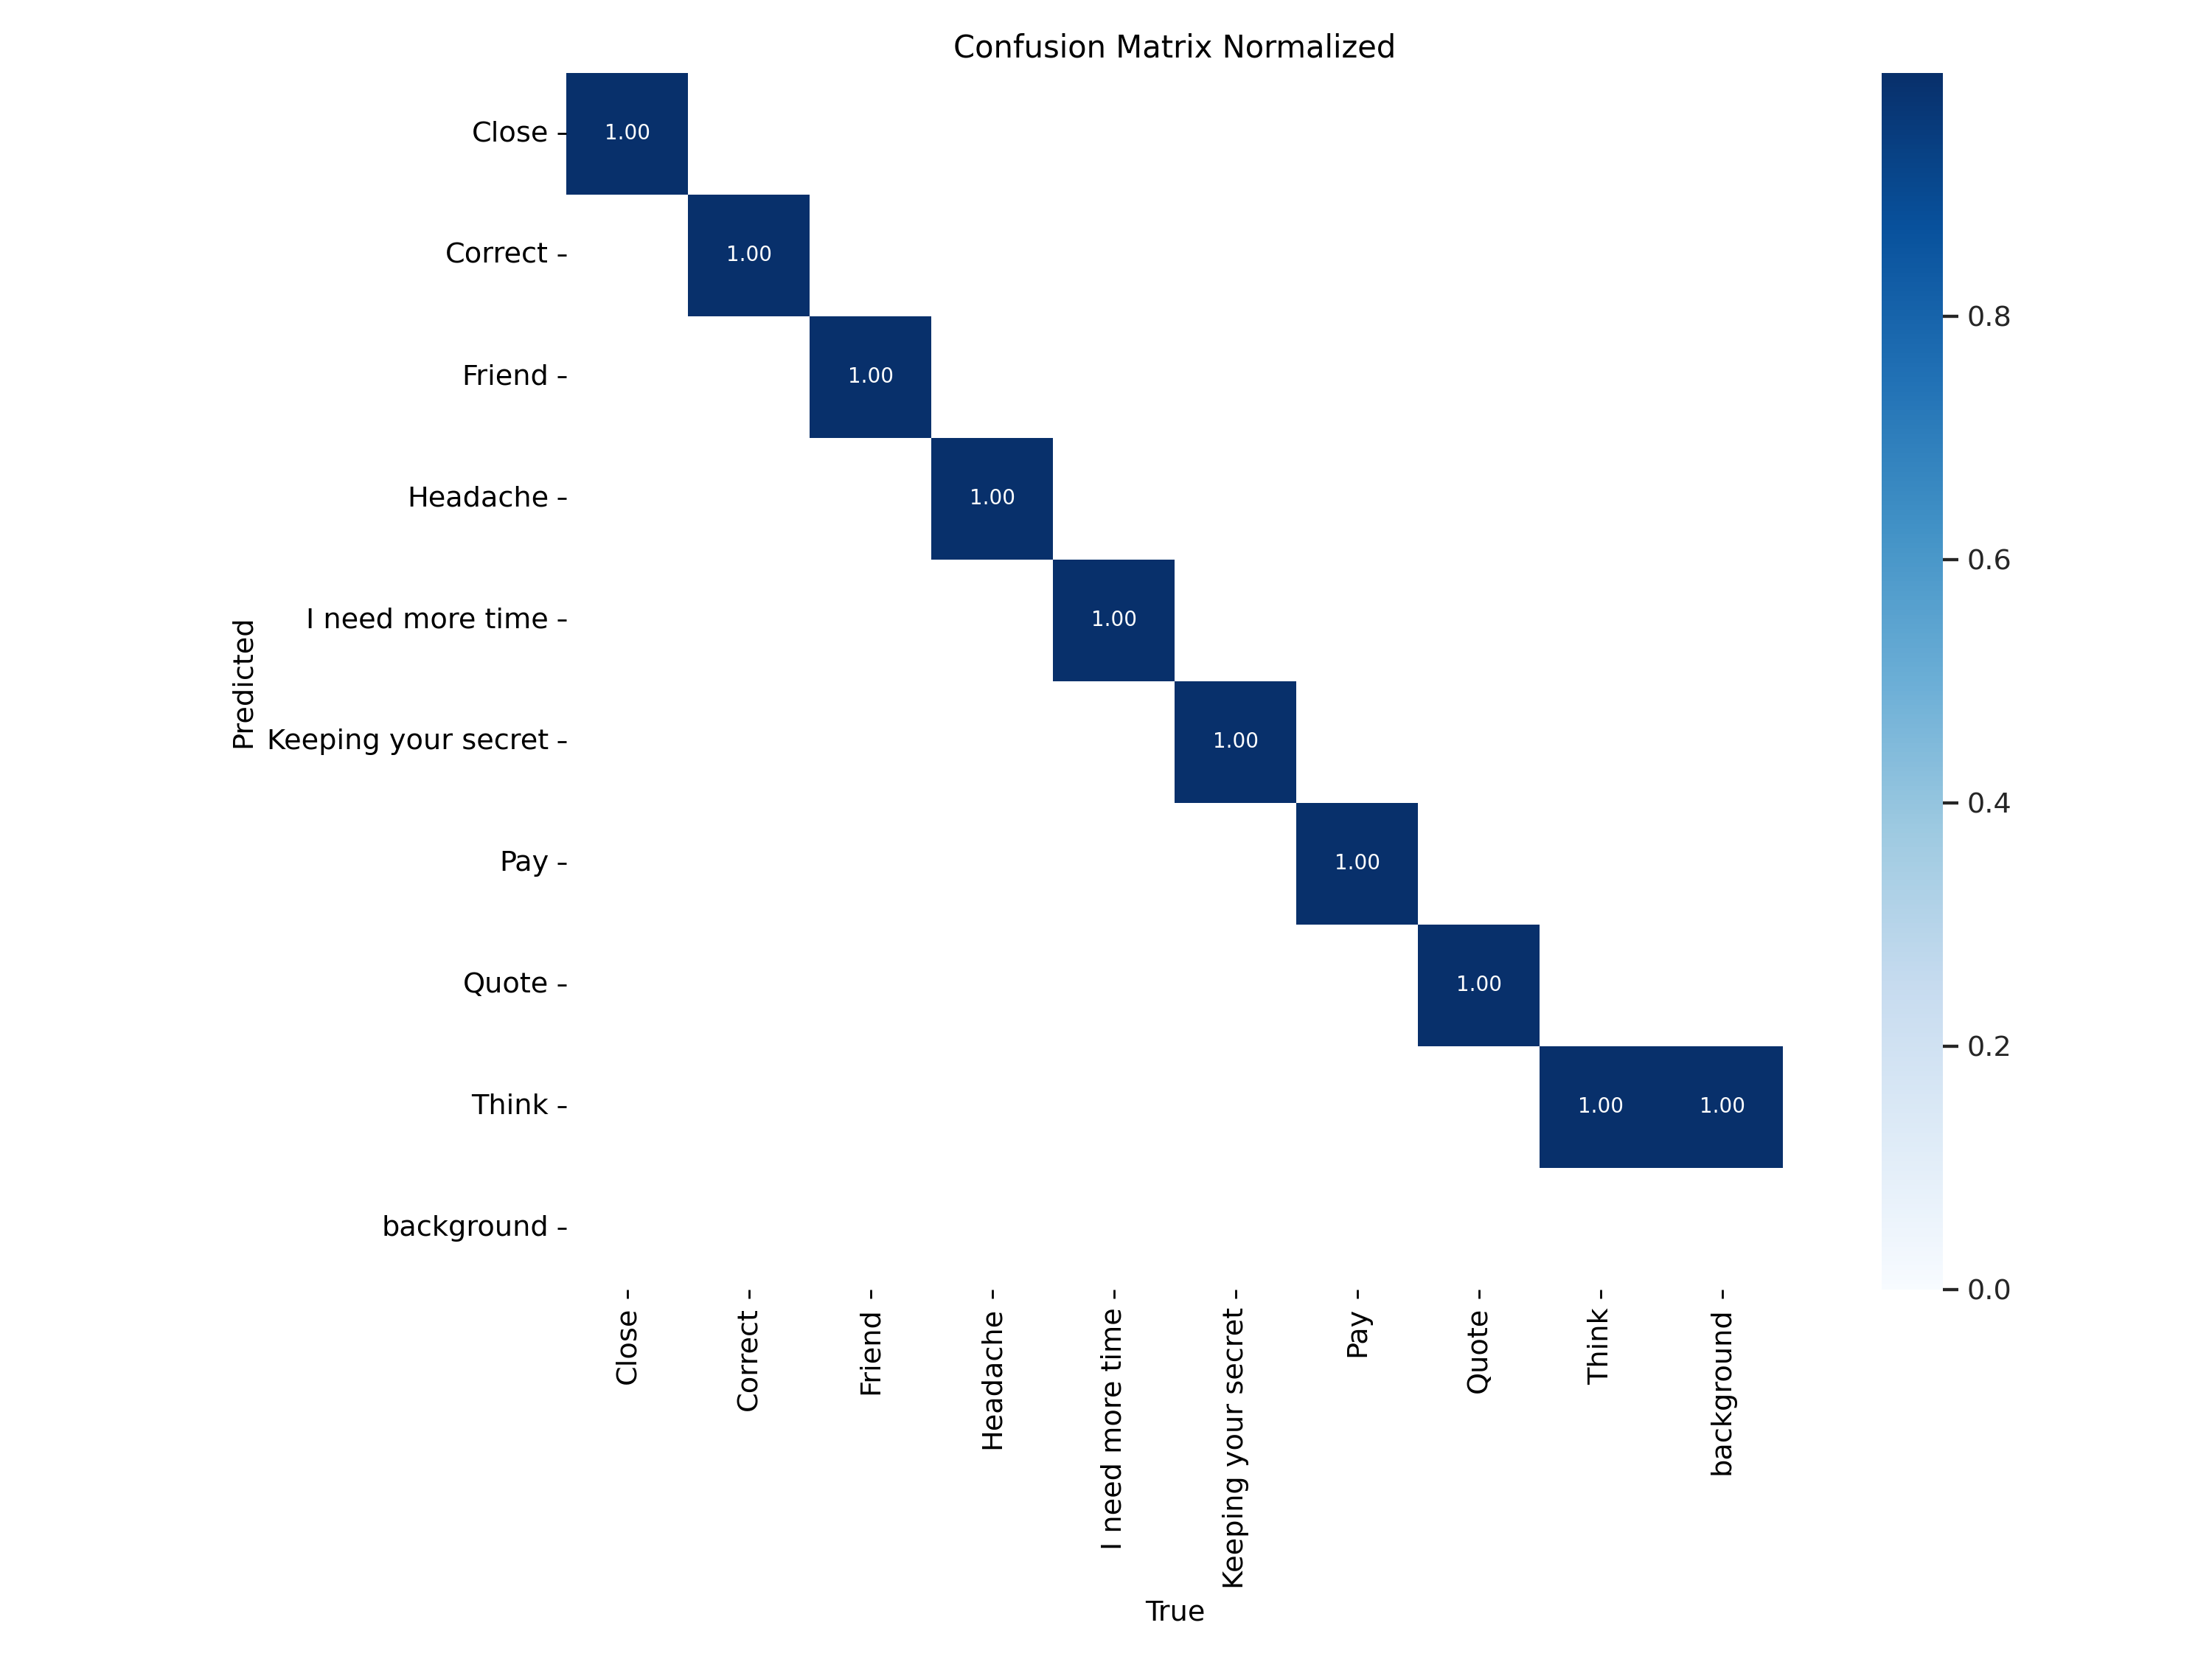 Confusion Matrix Normalized
Close
1.00
Correct
1.00
Friend
1.00
0.8
Headache
1.00
I need more time
1.00
0.6
Predicted
Keeping your secret
1.00
0.4
Pay
1.00
Quote
1.00
0.2
Think
1.00 1.00
background
0.0
Close
Correct
Friend
Headache
I need more time
Keeping your secret
Pay
Quote
Think
background
True